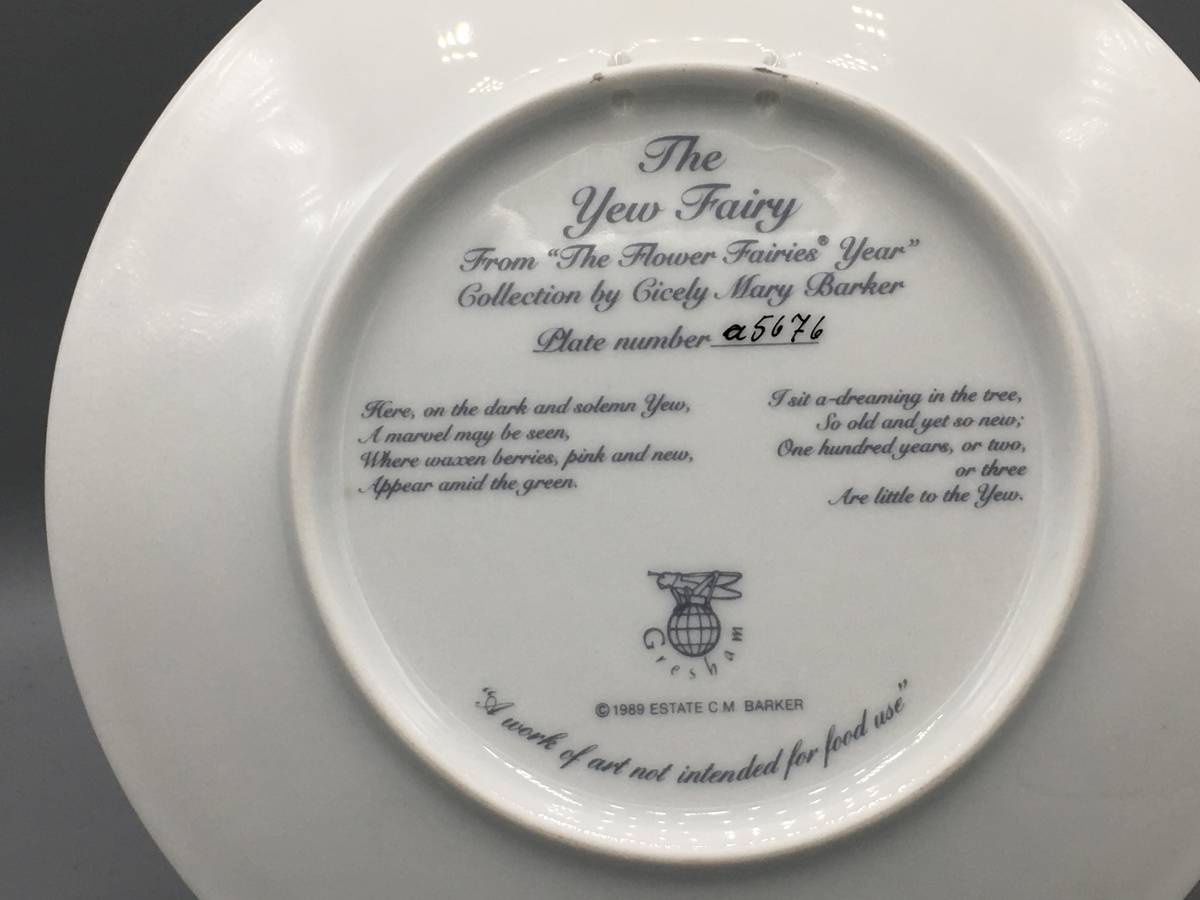 The
Yew Fairy
From “The Flower Fairies® Year”
Collection by Cicely Mary Barker
Plate number a5676
Here, on the dark and solemn Yew,
A marvel may be seen,
Where waxen berries, pink and new,
Appear amid the green.
I sit a-dreaming in the tree,
So old and yet so new;
One hundred years, or two,
or three
Are little to the Yew.
Gresham
©1989 ESTATE C.M BARKER
“A work of art not intended for food use”